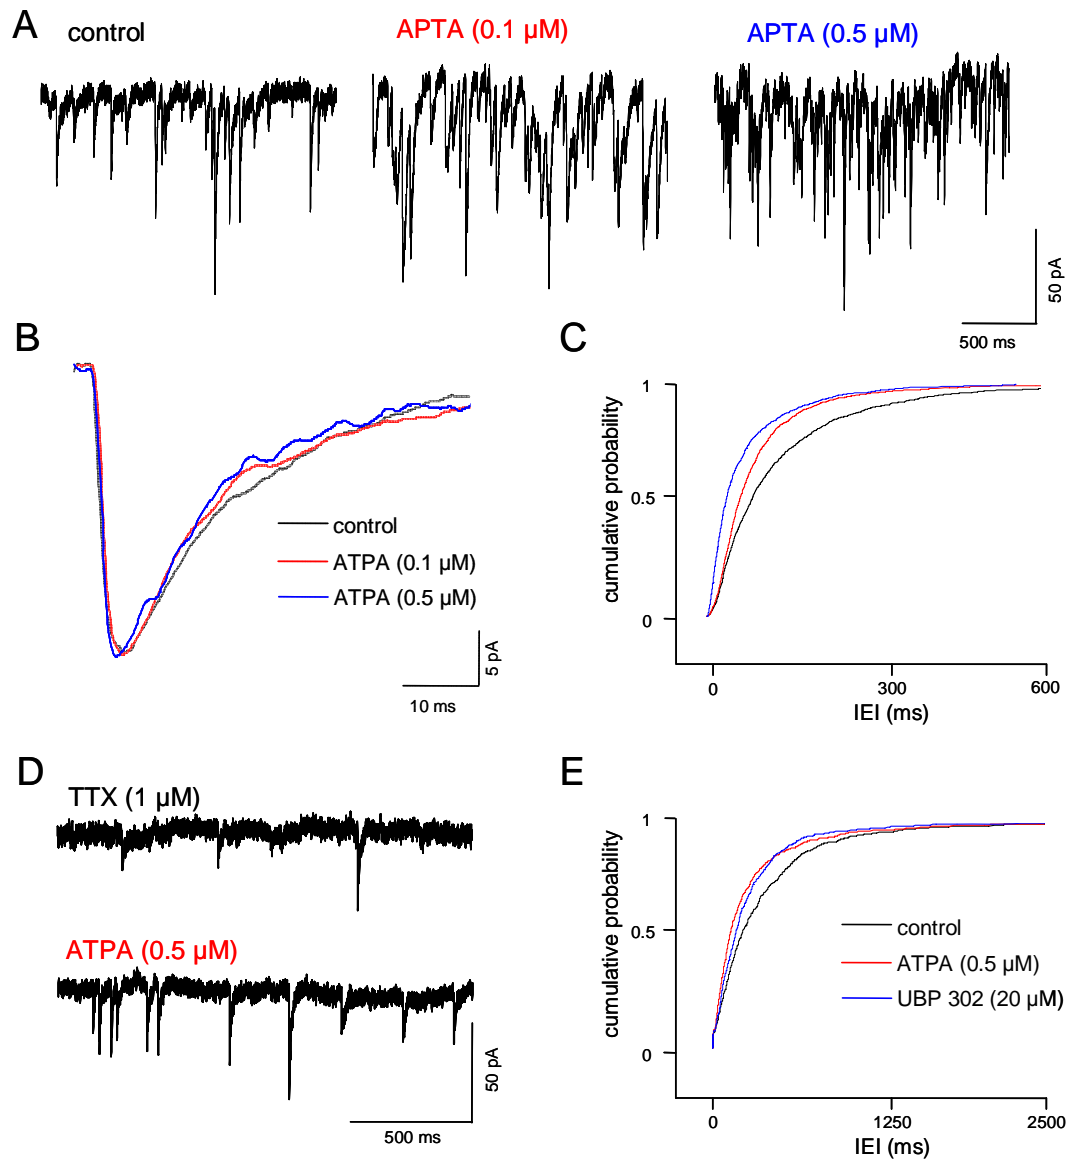 A
control
APTA (0.1 µM)
APTA (0.5 µM)
50 pA
500 ms
B
control
ATPA (0.1 µM)
ATPA (0.5 µM)
5 pA
10 ms
C
cumulative probability
1
0.5
0
0
300
600
IEI (ms)
D
TTX (1 µM)
ATPA (0.5 µM)
50 pA
500 ms
E
cumulative probability
1
0.5
0
control
ATPA (0.5 µM)
UBP 302 (20 µM)
0
1250
2500
IEI (ms)